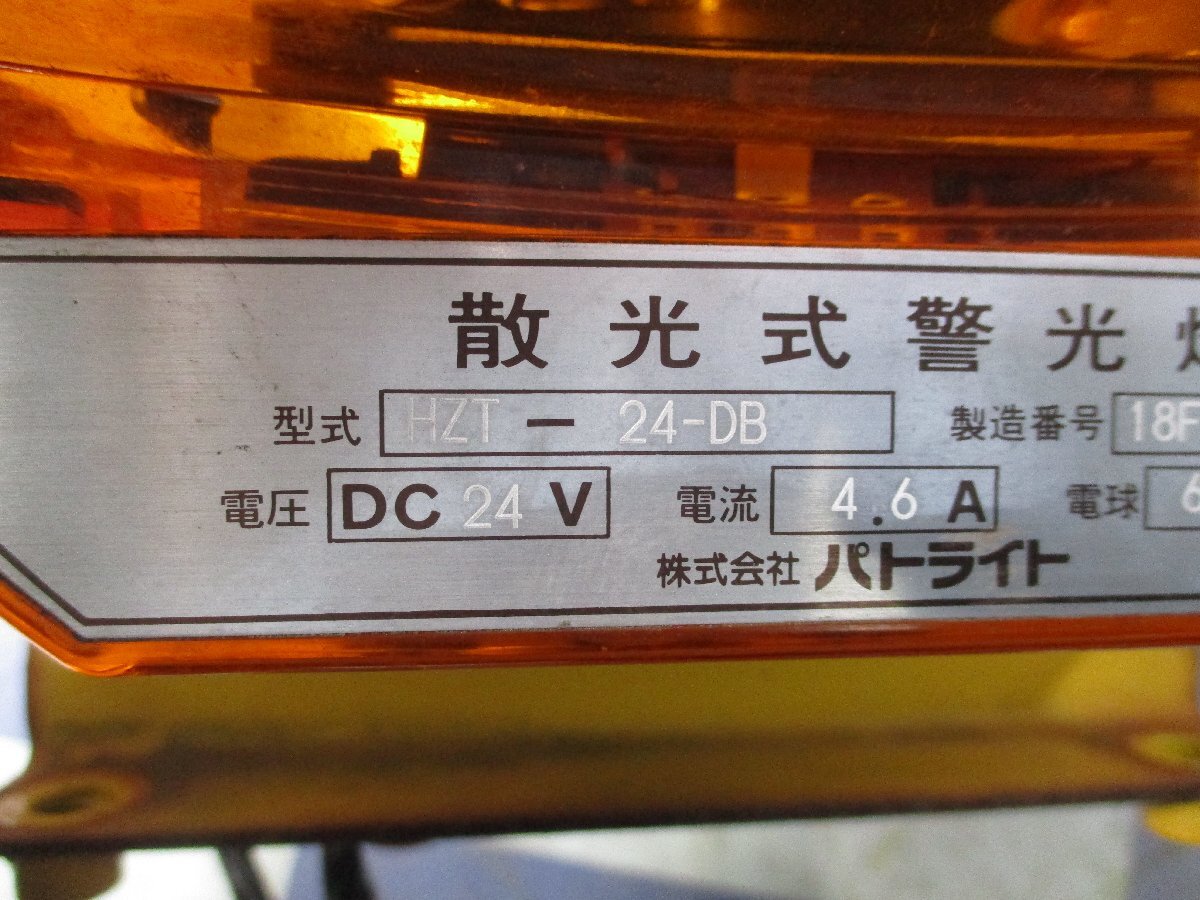 散光式警光
型式 HZT - 24-DB 製造番号 18F
電圧 DC 24 V 電流 4.6 A 電球 6
株式会社 パトライト